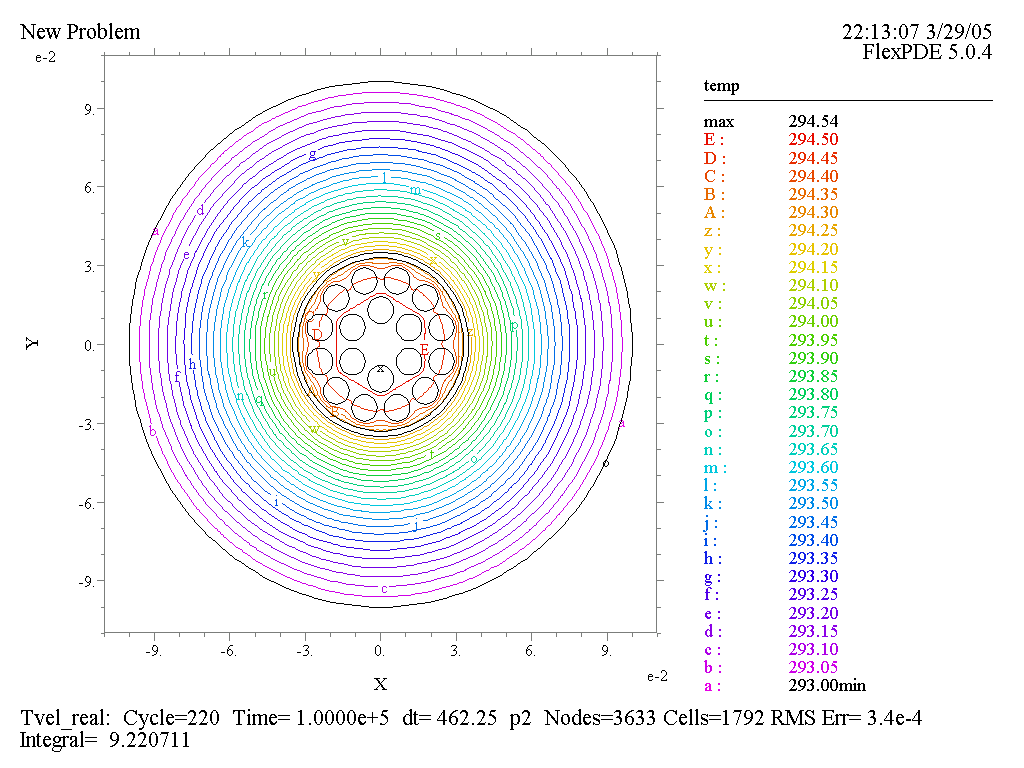 New Problem
22:13:07 3/29/05
FlexPDE 5.0.4
e-2
temp
max 294.54
E : 294.50
D : 294.45
C : 294.40
B : 294.35
A : 294.30
z : 294.25
y : 294.20
x : 294.15
w : 294.10
v : 294.05
u : 294.00
t : 293.95
s : 293.90
r : 293.85
q : 293.80
p : 293.75
o : 293.70
n : 293.65
m : 293.60
l : 293.55
k : 293.50
j : 293.45
i : 293.40
h : 293.35
g : 293.30
f : 293.25
e : 293.20
d : 293.15
c : 293.10
b : 293.05
a : 293.00min
9.
6.
3.
0.
-3.
-6.
-9.
Y
g
l
m
d
a
e
k
v
s
r
p
D
E
x
h
f
u
n
q
B
w
b
t
o
a
o
i
j
c
-9. -6. -3. 0. 3. 6. 9.
e-2
X
Tvel_real: Cycle=220 Time= 1.0000e+5 dt= 462.25 p2 Nodes=3633 Cells=1792 RMS Err= 3.4e-4
Integral= 9.220711